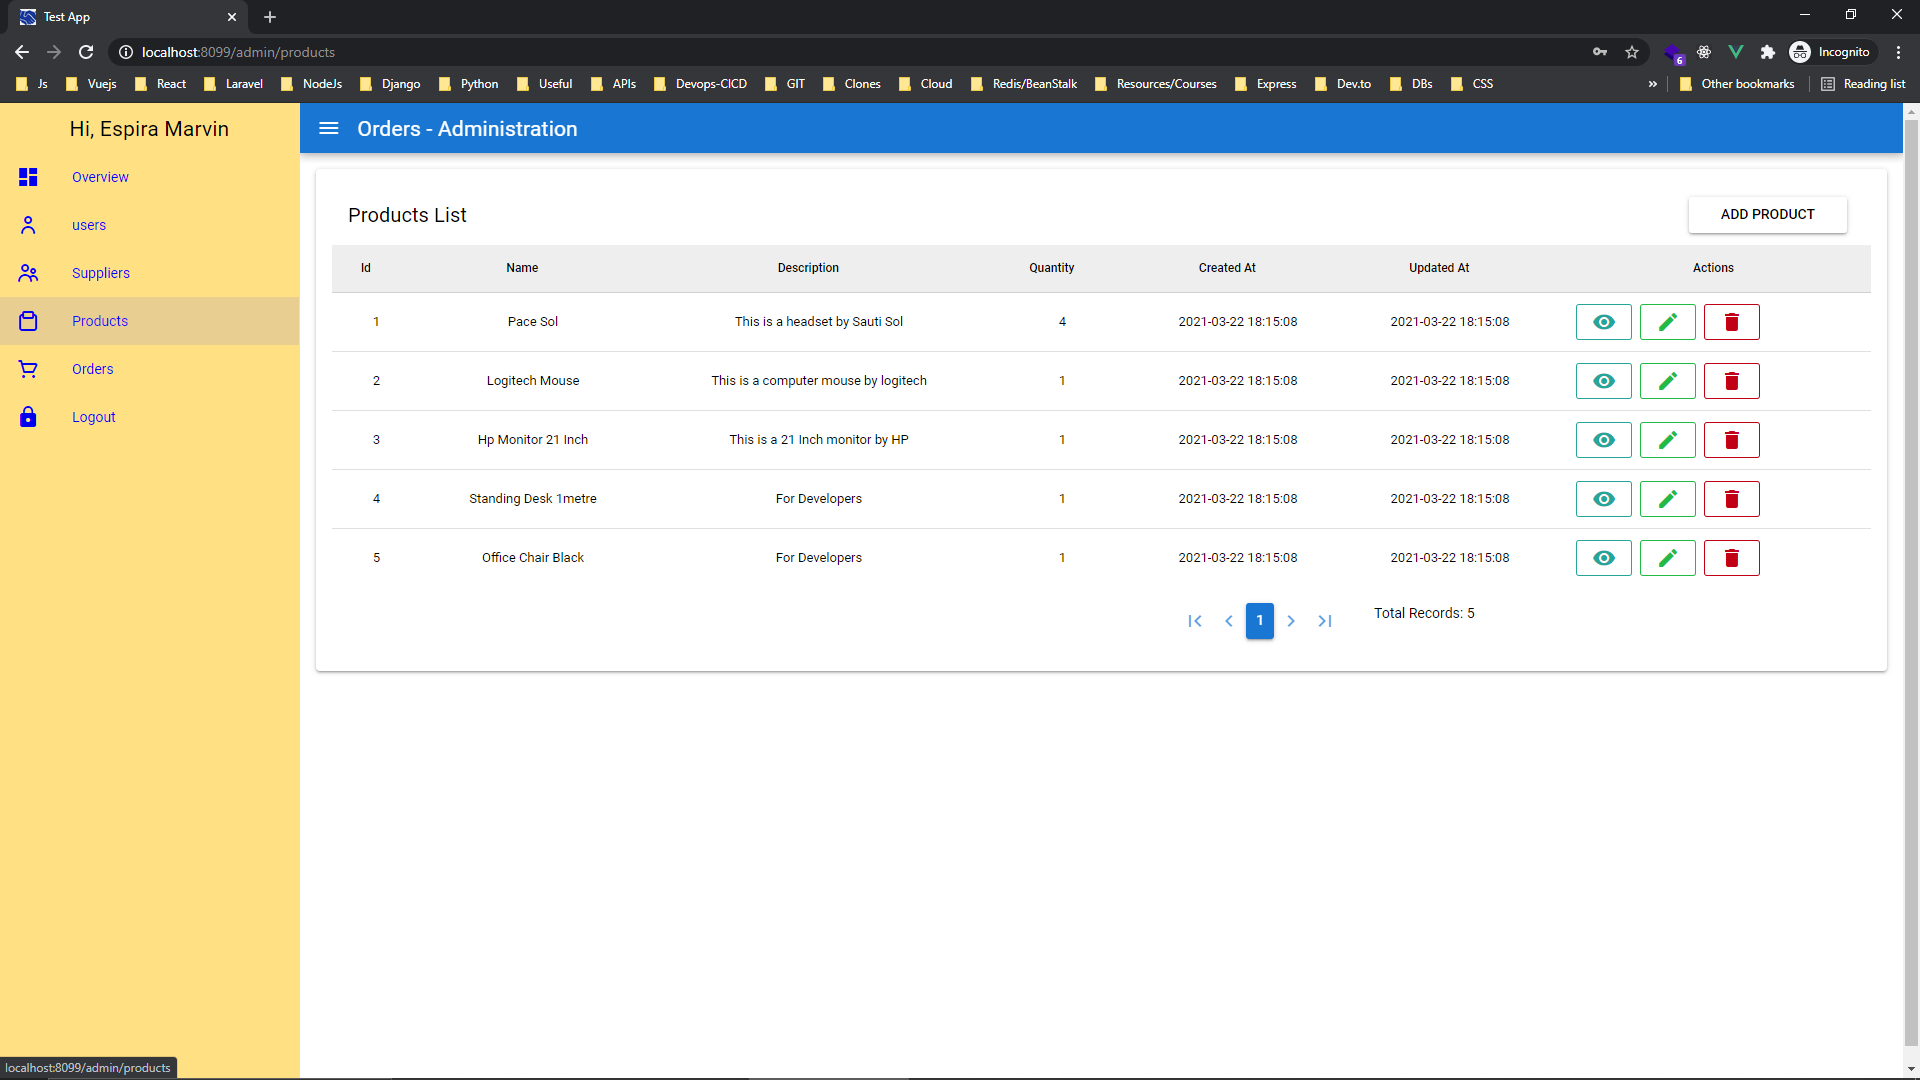 Test App
localhost:8099/admin/products
6
Incognito
Js Vuejs React Laravel NodeJs Django Python Useful APIs Devops-CICD GIT Clones Cloud Redis/BeanStalk Resources/Courses Express Dev.to DBs CSS » Other bookmarks Reading list
Hi, Espira Marvin
Overview
users
Suppliers
Products
Orders
Logout
Orders - Administration
Products List
ADD PRODUCT
Id Name Description Quantity Created At Updated At Actions
1 Pace Sol This is a headset by Sauti Sol 4 2021-03-22 18:15:08 2021-03-22 18:15:08
2 Logitech Mouse This is a computer mouse by logitech 1 2021-03-22 18:15:08 2021-03-22 18:15:08
3 Hp Monitor 21 Inch This is a 21 Inch monitor by HP 1 2021-03-22 18:15:08 2021-03-22 18:15:08
4 Standing Desk 1metre For Developers 1 2021-03-22 18:15:08 2021-03-22 18:15:08
5 Office Chair Black For Developers 1 2021-03-22 18:15:08 2021-03-22 18:15:08
1
Total Records: 5
localhost:8099/admin/products